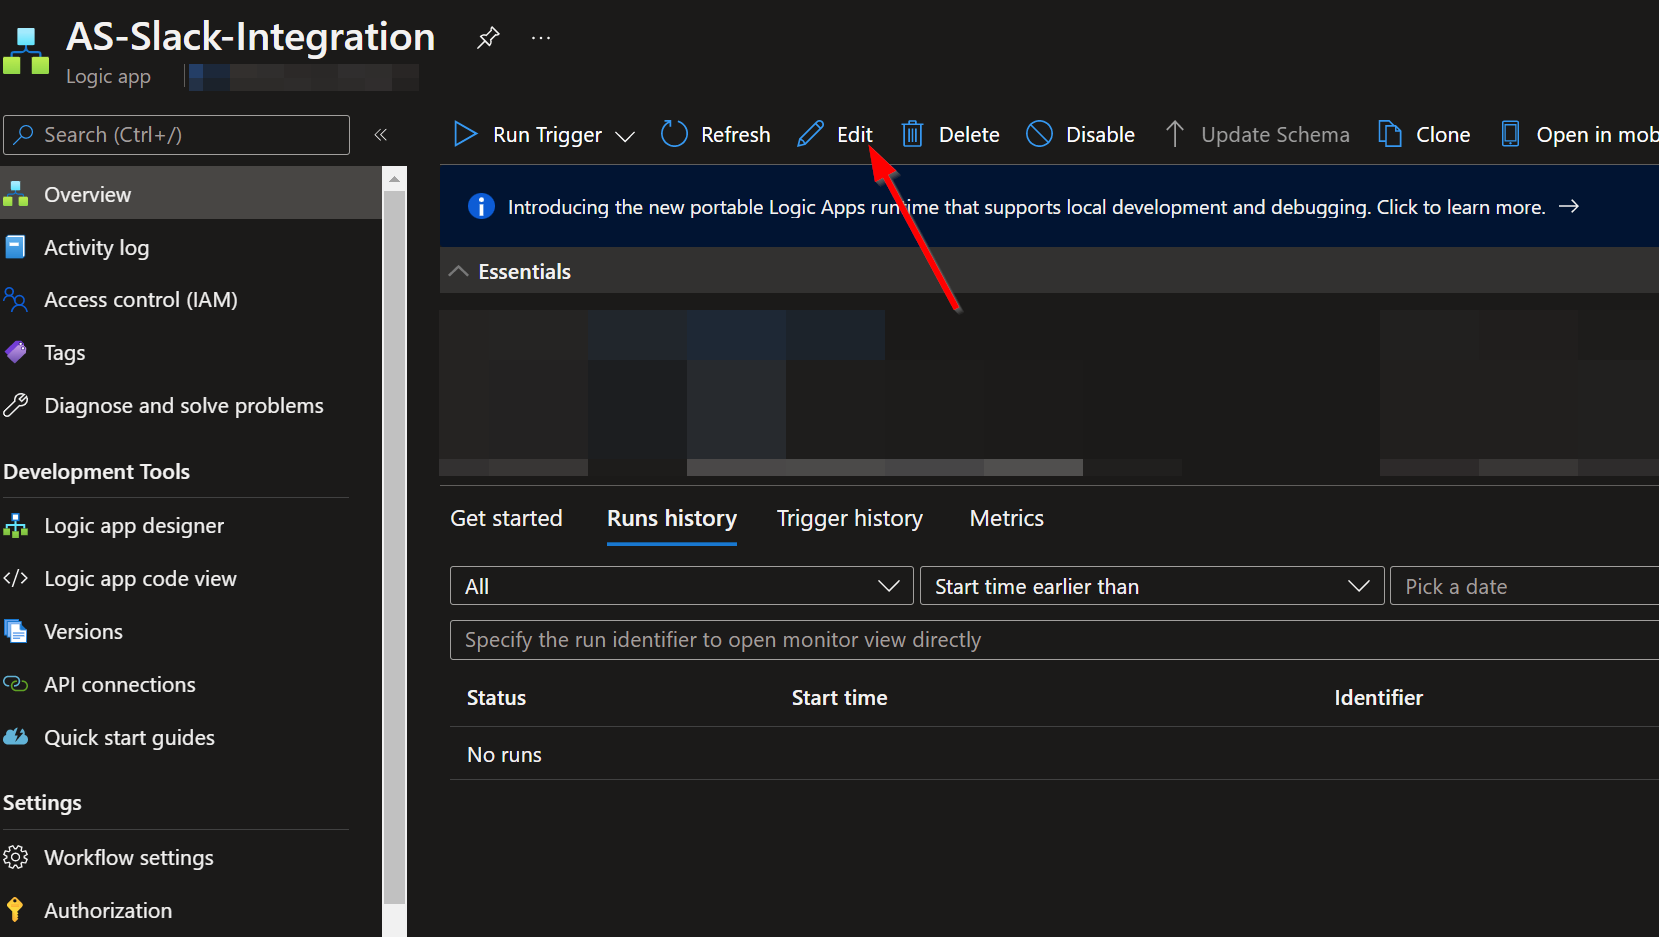 AS-Slack-Integration
Logic app
Search (Ctrl+/)
Overview
Activity log
Access control (IAM)
Tags
Diagnose and solve problems
Development Tools
Logic app designer
Logic app code view
Versions
API connections
Quick start guides
Settings
Workflow settings
Authorization
Run Trigger Refresh Edit Delete Disable Update Schema Clone Open in mob
Introducing the new portable Logic Apps runtime that supports local development and debugging. Click to learn more.
Essentials
Get started Runs history Trigger history Metrics
All Start time earlier than Pick a date
Specify the run identifier to open monitor view directly
Status Start time Identifier
No runs